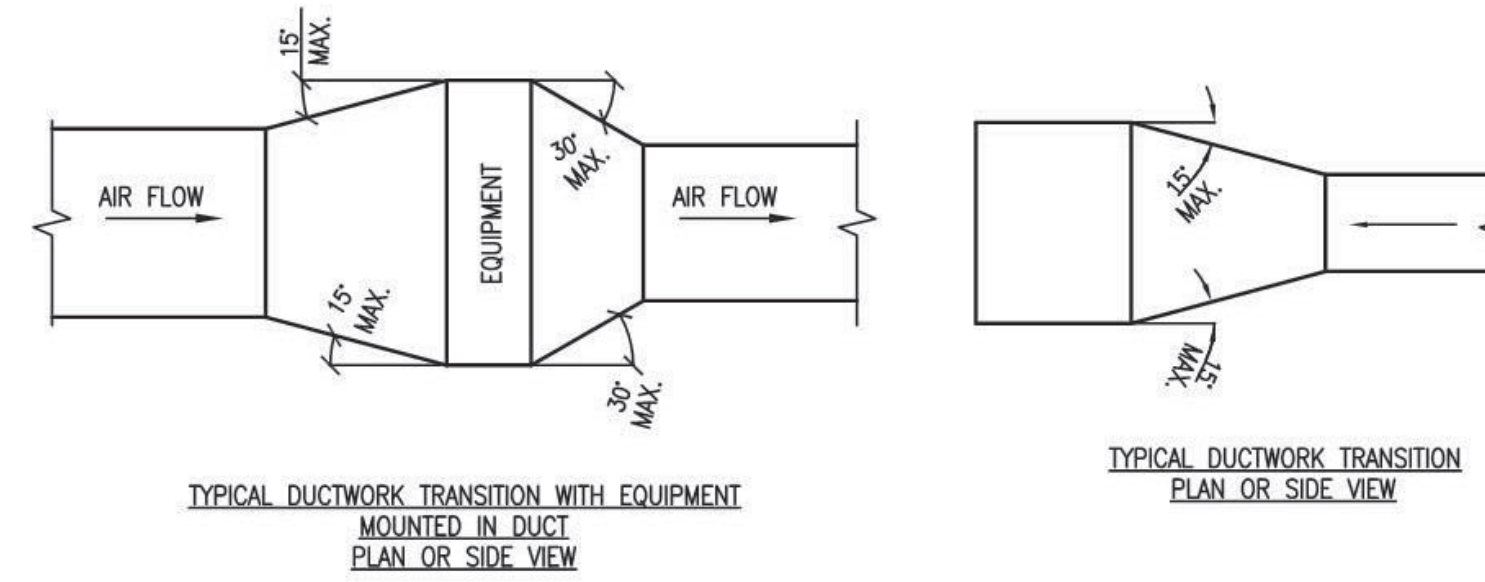 15° MAX.
AIR FLOW
15° MAX.
EQUIPMENT
30° MAX.
AIR FLOW
30° MAX.
TYPICAL DUCTWORK TRANSITION WITH EQUIPMENT
MOUNTED IN DUCT
PLAN OR SIDE VIEW
15° MAX.
15° MAX.
TYPICAL DUCTWORK TRANSITION
PLAN OR SIDE VIEW